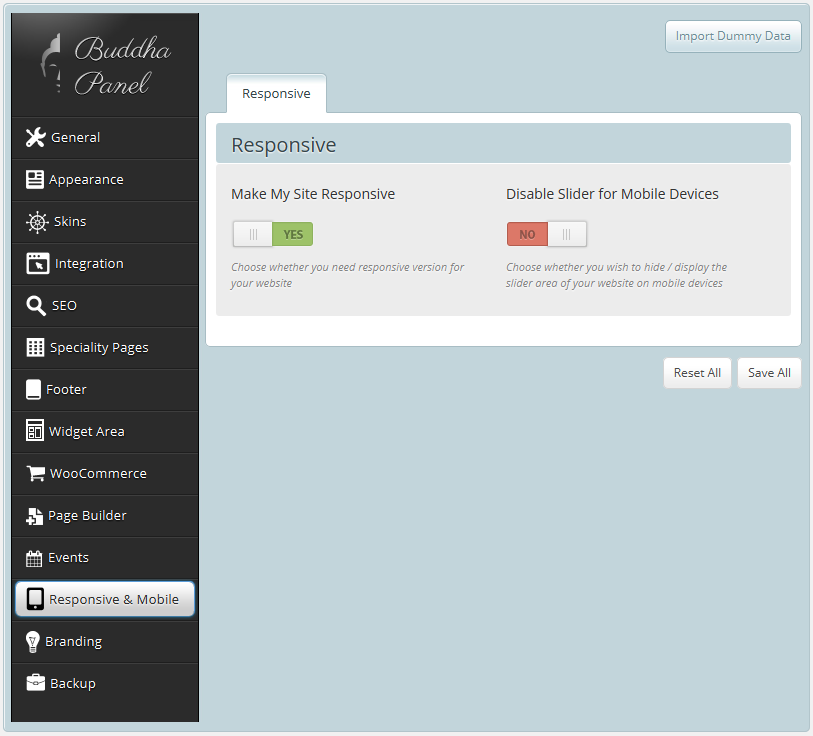 Buddha
Panel
Import Dummy Data
General
Appearance
Skins
Integration
SEO
Speciality Pages
Footer
Widget Area
WooCommerce
Page Builder
Events
Responsive & Mobile
Branding
Backup
Responsive
Responsive
Make My Site Responsive
YES
Choose whether you need responsive version for
your website
Disable Slider for Mobile Devices
NO
Choose whether you wish to hide / display the
slider area of your website on mobile devices
Reset All
Save All